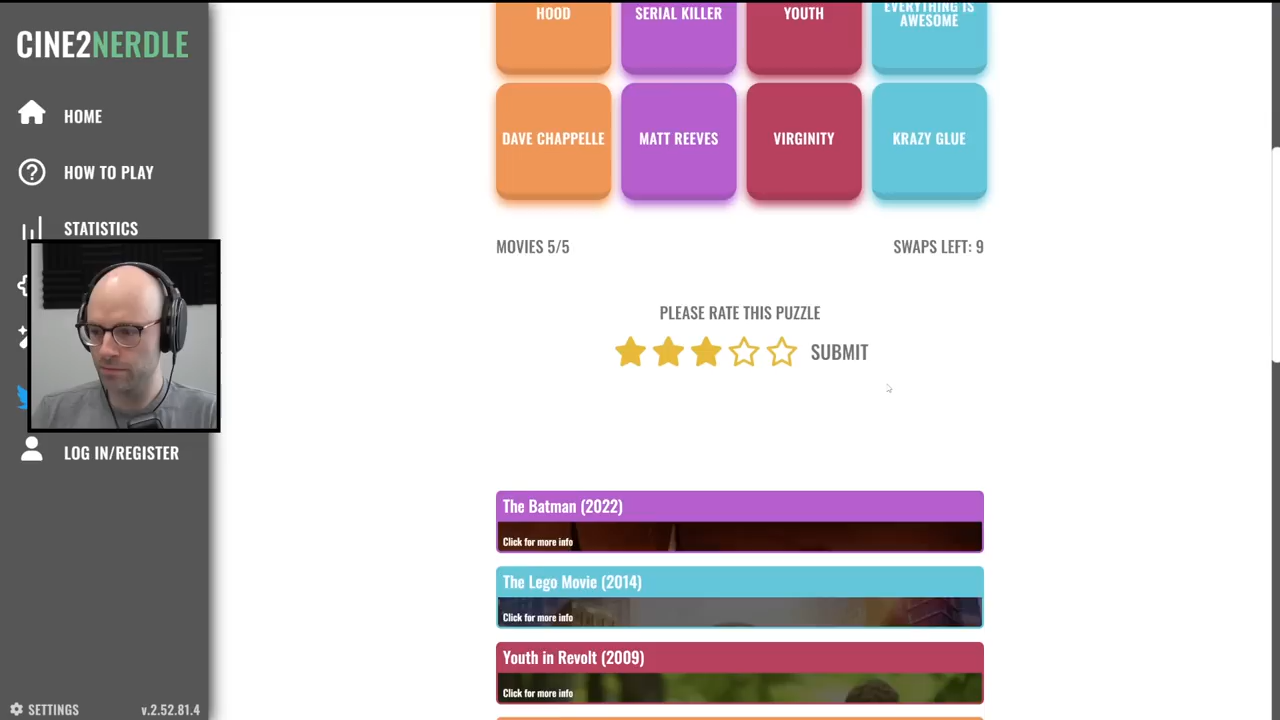 CINE2NERDLE
HOME
HOW TO PLAY
STATISTICS
LOG IN/REGISTER
SETTINGS
v.2.52.81.4
HOOD
SERIAL KILLER
YOUTH
EVERYTHING IS
AWESOME
DAVE CHAPPELLE
MATT REEVES
VIRGINITY
KRAZY GLUE
MOVIES 5/5
SWAPS LEFT: 9
PLEASE RATE THIS PUZZLE
SUBMIT
The Batman (2022)
Click for more info
The Lego Movie (2014)
Click for more info
Youth in Revolt (2009)
Click for more info